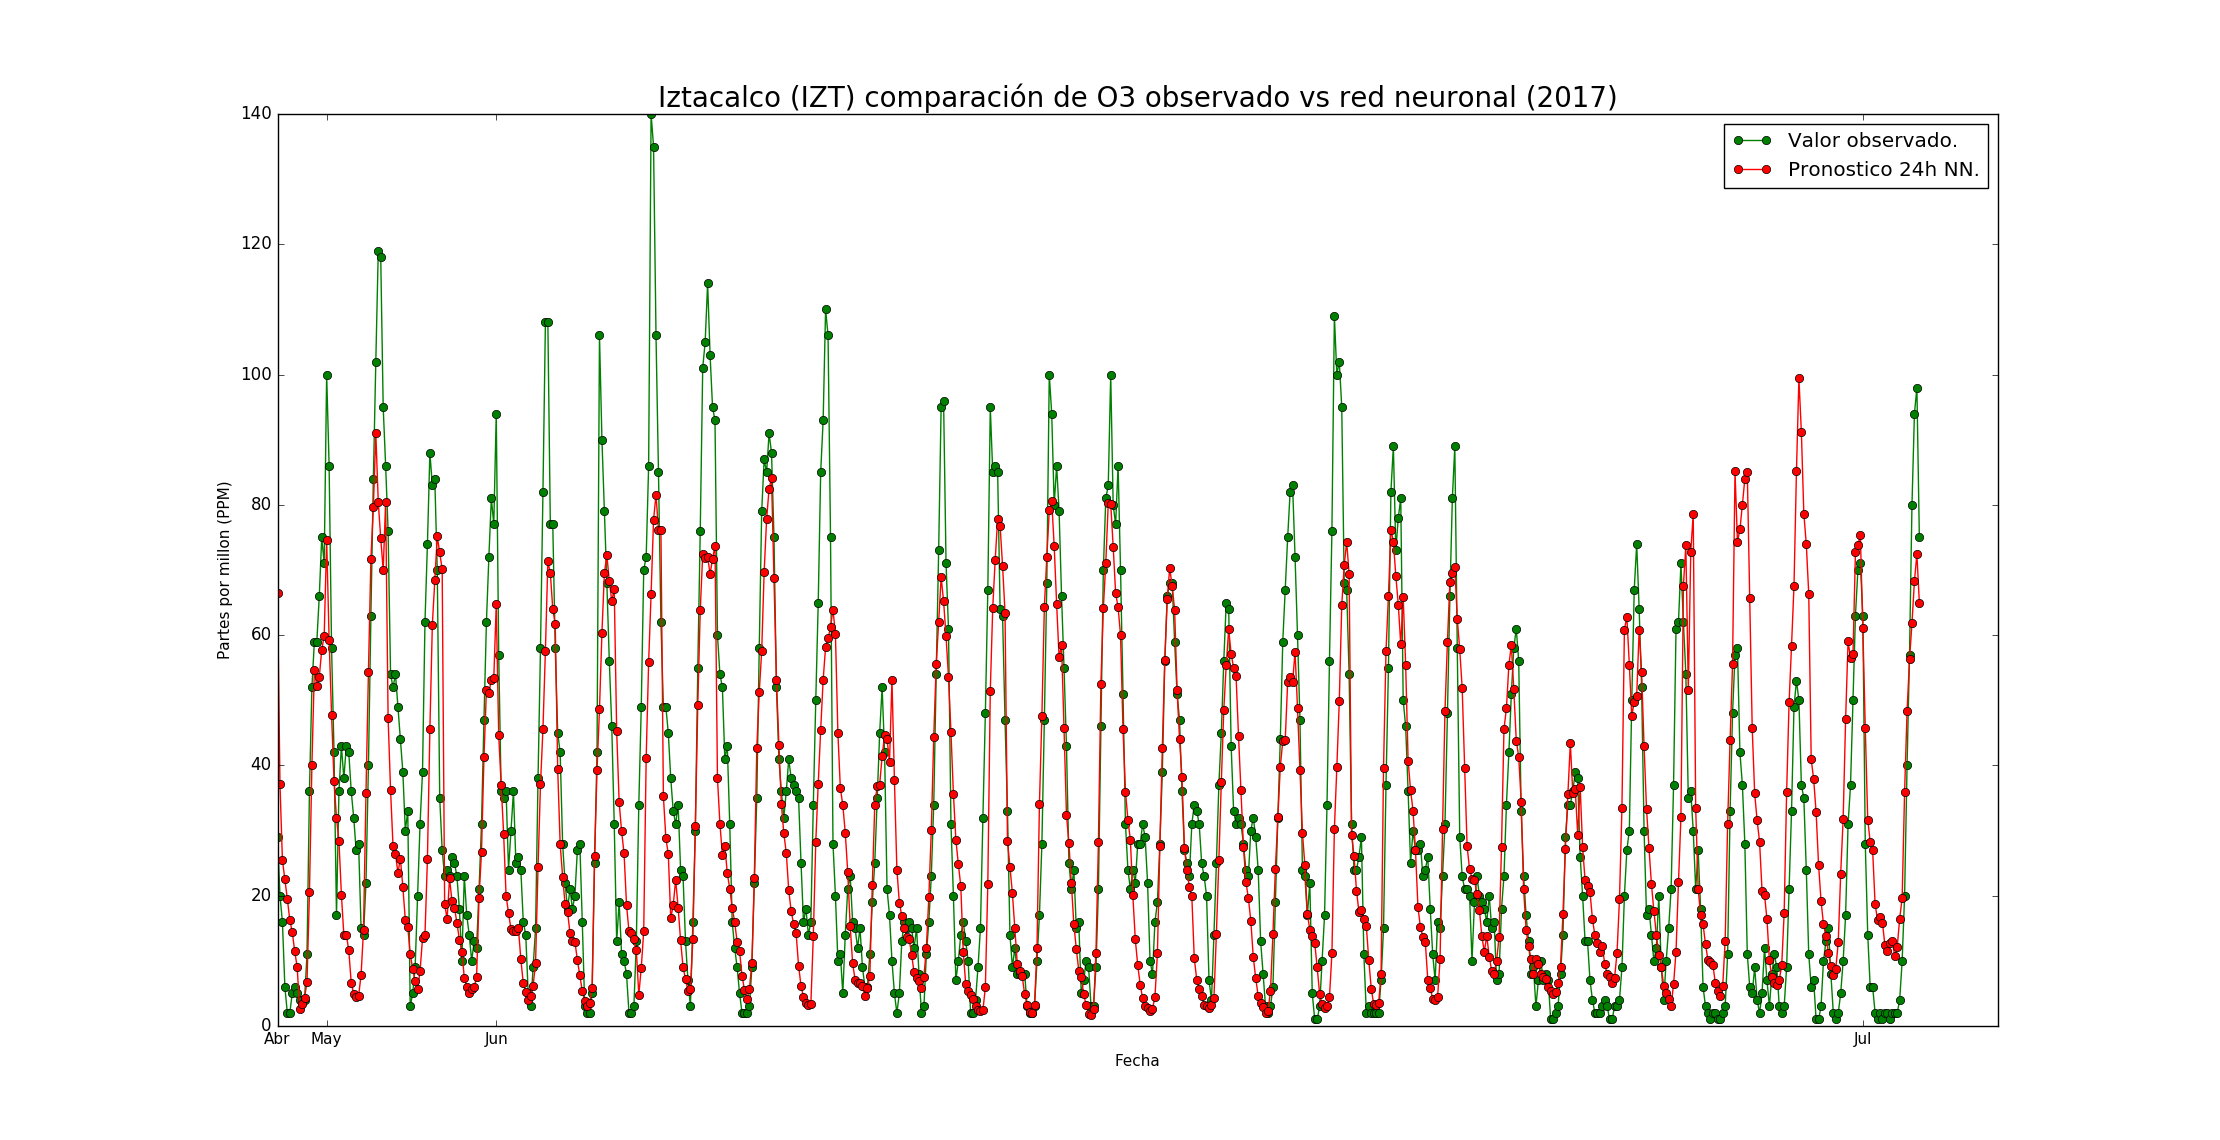 Iztacalco (IZT) comparación de O3 observado vs red neuronal (2017)
Valor observado.
Pronostico 24h NN.
140
120
100
80
60
40
20
0
Partes por millon (PPM)
Abr May Jun Jul
Fecha